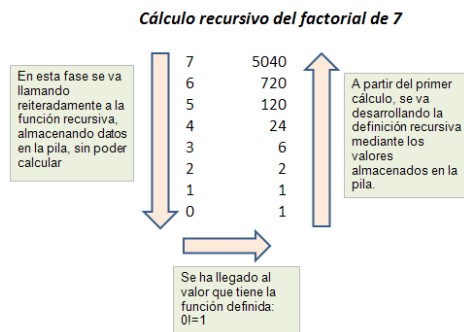 Cálculo recursivo del factorial de 7
En esta fase se va
llamando
reiteradamente a la
función recursiva,
almacenando datos
en la pila, sin poder
calcular
7 5040
6 720
5 120
4 24
3 6
2 2
1 1
0 1
A partir del primer
cálculo, se va
desarrollando la
definición recursiva
mediante los
valores
almacenados en la
pila.
Se ha llegado al
valor que tiene la
función definida:
0!=1